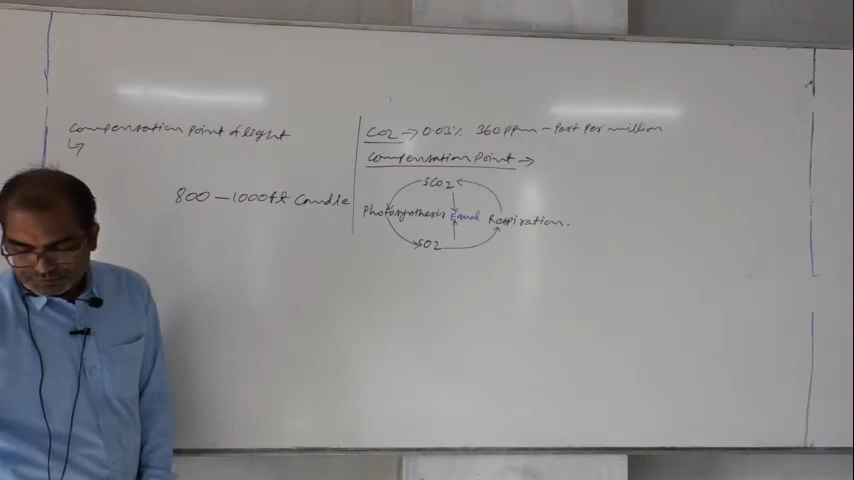 Compensation Point of light
800 – 1000 ft Candle
CO2 → 0.03% 360 ppm – Part Per million
Compensation Point →
5CO2
Photosynthesis Equal Respiration.
5O2